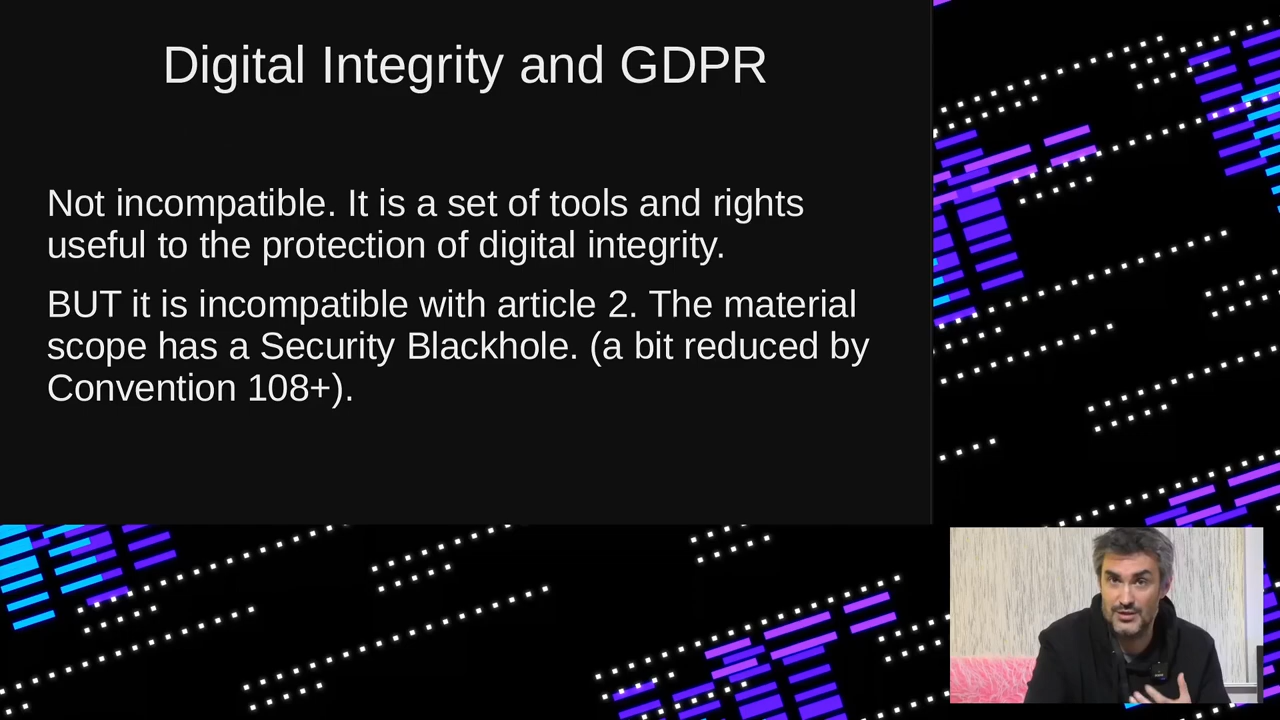 Digital Integrity and GDPR
Not incompatible. It is a set of tools and rights
useful to the protection of digital integrity.
BUT it is incompatible with article 2. The material
scope has a Security Blackhole. (a bit reduced by
Convention 108+).